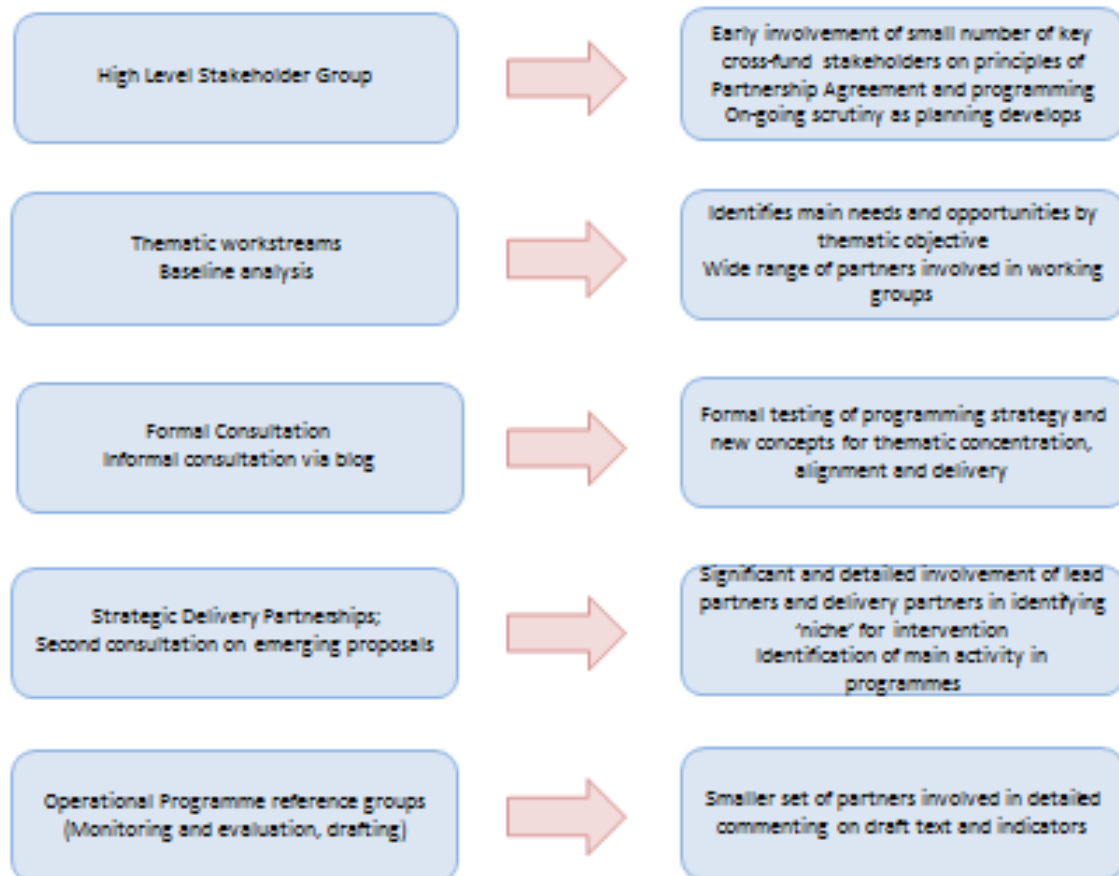 High Level Stakeholder Group
Early involvement of small number of key
cross-fund stakeholders on principles of
Partnership Agreement and programming
On-going scrutiny as planning develops
Thematic workstreams
Baseline analysis
Identifies main needs and opportunities by
thematic objective
Wide range of partners involved in working
groups
Formal Consultation
Informal consultation via blog
Formal testing of programming strategy and
new concepts for thematic concentration,
alignment and delivery
Strategic Delivery Partnerships;
Second consultation on emerging proposals
Significant and detailed involvement of lead
partners and delivery partners in identifying
'niche' for intervention
Identification of main activity in
programmes
Operational Programme reference groups
(Monitoring and evaluation, drafting)
Smaller set of partners involved in detailed
commenting on draft text and indicators